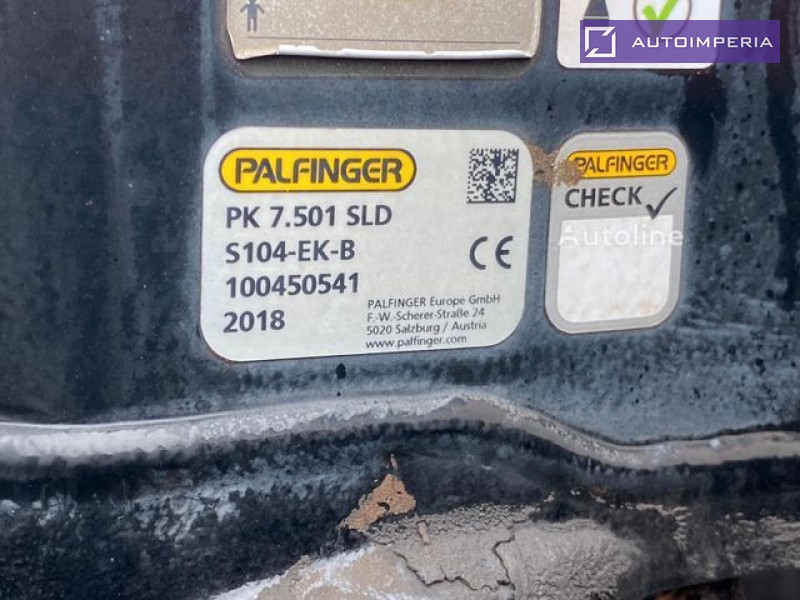 AUTOIMPERIA
PALFINGER
PK 7.501 SLD
S104-EK-B
100450541
2018
CE
PALFINGER Europe GmbH
F.-W.-Scherer-Straße 24
5020 Salzburg / Austria
www.palfinger.com
PALFINGER
CHECK
Autoline